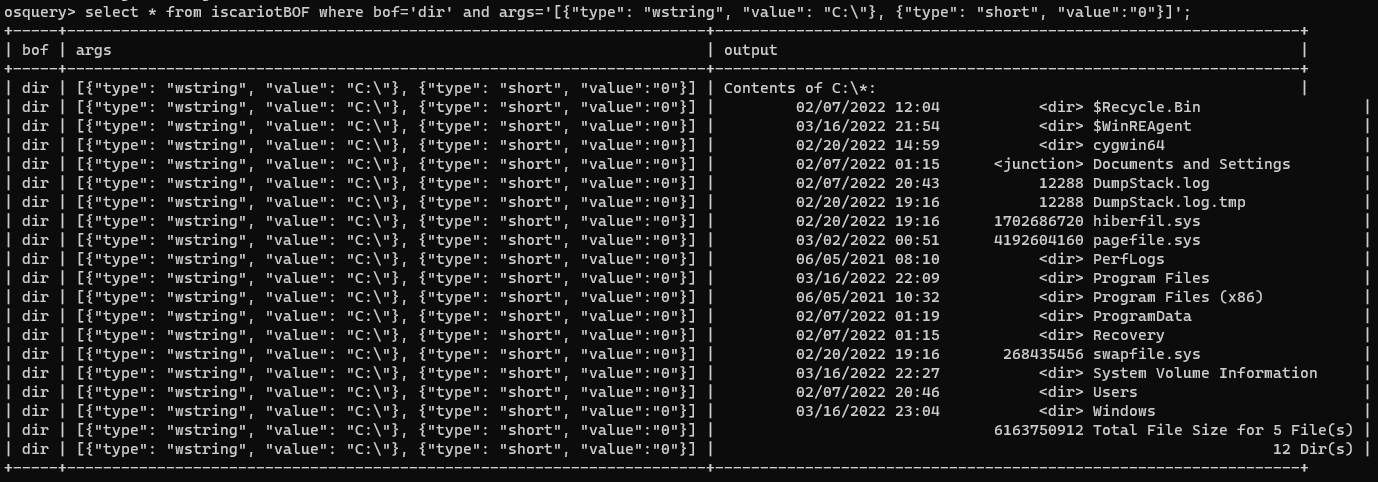 osquery> select * from iscariotBOF where bof='dir' and args='[{"type": "wstring", "value": "C:\"}, {"type": "short", "value":"0"}]';
+-----+-----------------------------------------------------------------------+-----------------------------------------------------------------+
| bof | args                                                                  | output                                                          |
+-----+-----------------------------------------------------------------------+-----------------------------------------------------------------+
| dir | [{"type": "wstring", "value": "C:\"}, {"type": "short", "value":"0"}] | Contents of C:\*:                                               |
| dir | [{"type": "wstring", "value": "C:\"}, {"type": "short", "value":"0"}] |         02/07/2022 12:04           <dir> $Recycle.Bin                  |
| dir | [{"type": "wstring", "value": "C:\"}, {"type": "short", "value":"0"}] |         03/16/2022 21:54           <dir> $WinREAgent                   |
| dir | [{"type": "wstring", "value": "C:\"}, {"type": "short", "value":"0"}] |         02/20/2022 14:59           <dir> cygwin64                      |
| dir | [{"type": "wstring", "value": "C:\"}, {"type": "short", "value":"0"}] |         02/07/2022 01:15      <junction> Documents and Settings        |
| dir | [{"type": "wstring", "value": "C:\"}, {"type": "short", "value":"0"}] |         02/07/2022 20:43           12288 DumpStack.log                 |
| dir | [{"type": "wstring", "value": "C:\"}, {"type": "short", "value":"0"}] |         02/20/2022 19:16           12288 DumpStack.log.tmp             |
| dir | [{"type": "wstring", "value": "C:\"}, {"type": "short", "value":"0"}] |         02/20/2022 19:16      1702686720 hiberfil.sys                  |
| dir | [{"type": "wstring", "value": "C:\"}, {"type": "short", "value":"0"}] |         03/02/2022 00:51      4192604160 pagefile.sys                  |
| dir | [{"type": "wstring", "value": "C:\"}, {"type": "short", "value":"0"}] |         06/05/2021 08:10           <dir> PerfLogs                      |
| dir | [{"type": "wstring", "value": "C:\"}, {"type": "short", "value":"0"}] |         03/16/2022 22:09           <dir> Program Files                 |
| dir | [{"type": "wstring", "value": "C:\"}, {"type": "short", "value":"0"}] |         06/05/2021 10:32           <dir> Program Files (x86)           |
| dir | [{"type": "wstring", "value": "C:\"}, {"type": "short", "value":"0"}] |         02/07/2022 01:19           <dir> ProgramData                   |
| dir | [{"type": "wstring", "value": "C:\"}, {"type": "short", "value":"0"}] |         02/07/2022 01:15           <dir> Recovery                      |
| dir | [{"type": "wstring", "value": "C:\"}, {"type": "short", "value":"0"}] |         02/20/2022 19:16       268435456 swapfile.sys                  |
| dir | [{"type": "wstring", "value": "C:\"}, {"type": "short", "value":"0"}] |         03/16/2022 22:27           <dir> System Volume Information     |
| dir | [{"type": "wstring", "value": "C:\"}, {"type": "short", "value":"0"}] |         02/07/2022 20:46           <dir> Users                         |
| dir | [{"type": "wstring", "value": "C:\"}, {"type": "short", "value":"0"}] |         03/16/2022 23:04           <dir> Windows                       |
| dir | [{"type": "wstring", "value": "C:\"}, {"type": "short", "value":"0"}] |                               6163750912 Total File Size for 5 File(s) |
| dir | [{"type": "wstring", "value": "C:\"}, {"type": "short", "value":"0"}] |                                                              12 Dir(s) |
+-----+-----------------------------------------------------------------------+-----------------------------------------------------------------+